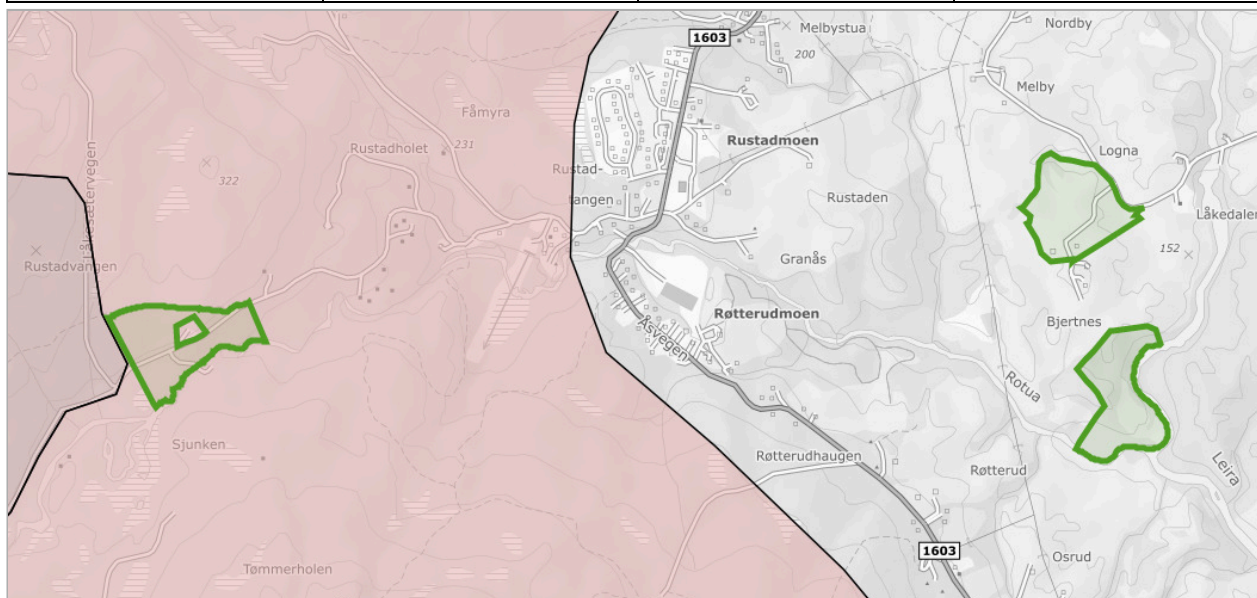 1603
Melbystua
200
Nordby
Melby
Fåmyra
Rustadholet
231
322
Rustadmoen
Logna
Rustad-
tangen
Rustaden
Låkedalen
152
Granås
Rustadvangen
Røtterudmoen
Bjertnes
Åsvegen
Rotua
Sjunken
Røtterudhaugen
Røtterud
Leira
1603
Osrud
Tømmerholen